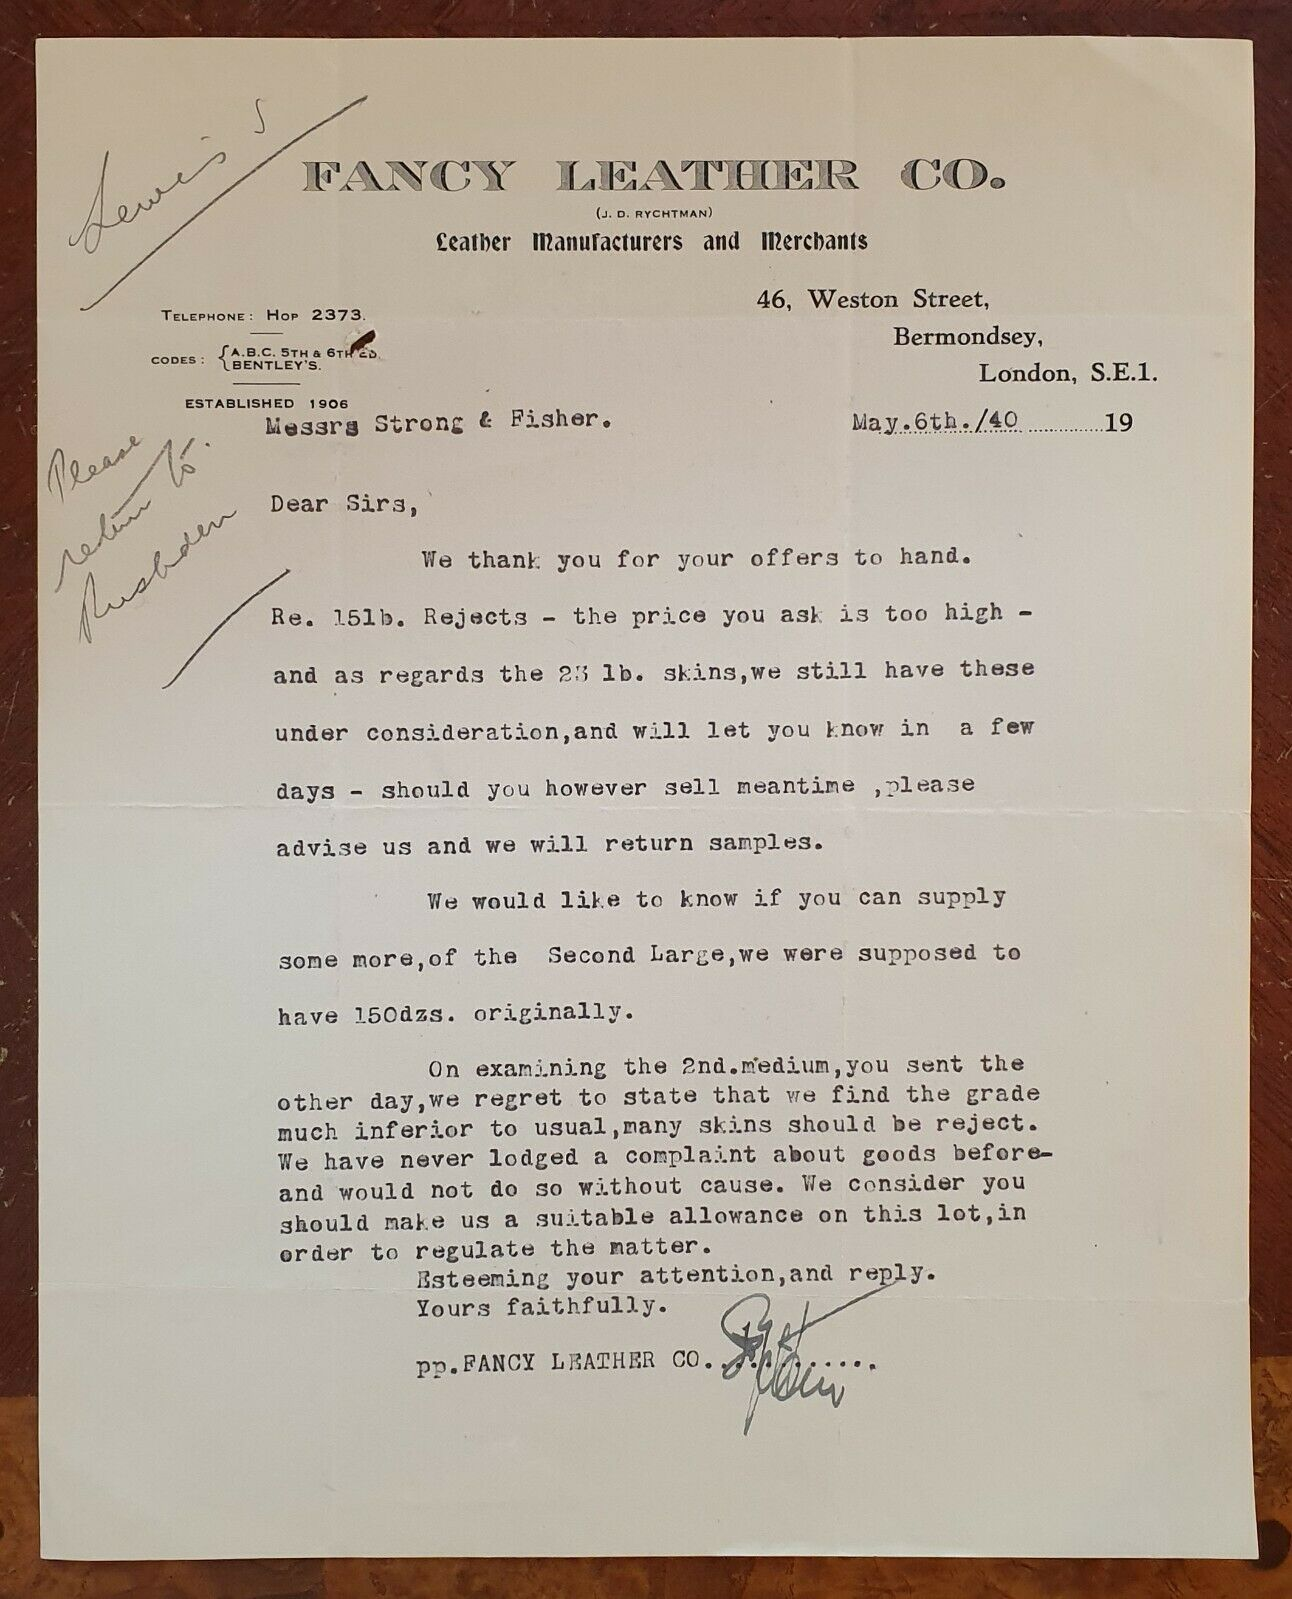 Lewis's
FANCY LEATHER CO.
(J. D. RYCHTMAN)
Leather Manufacturers and Merchants
46, Weston Street,
Bermondsey,
London, S.E.1.
TELEPHONE: HOP 2373.
CODES: { A.B.C. 5TH & 6TH ED.
BENTLEY'S.
ESTABLISHED 1906
Messrs Strong & Fisher.
May.6th./40 19
Please
return to
Rushden
Dear Sirs,
We thank you for your offers to hand.
Re. 15lb. Rejects - the price you ask is too high -
and as regards the 23 lb. skins,we still have these
under consideration,and will let you know in a few
days - should you however sell meantime ,please
advise us and we will return samples.
We would like to know if you can supply
some more,of the Second Large,we were supposed to
have 150dzs. originally.
On examining the 2nd.medium,you sent the
other day,we regret to state that we find the grade
much inferior to usual,many skins should be reject.
We have never lodged a complaint about goods before-
and would not do so without cause. We consider you
should make us a suitable allowance on this lot,in
order to regulate the matter.
Esteeming your attention,and reply.
Yours faithfully.
pp.FANCY LEATHER CO.............